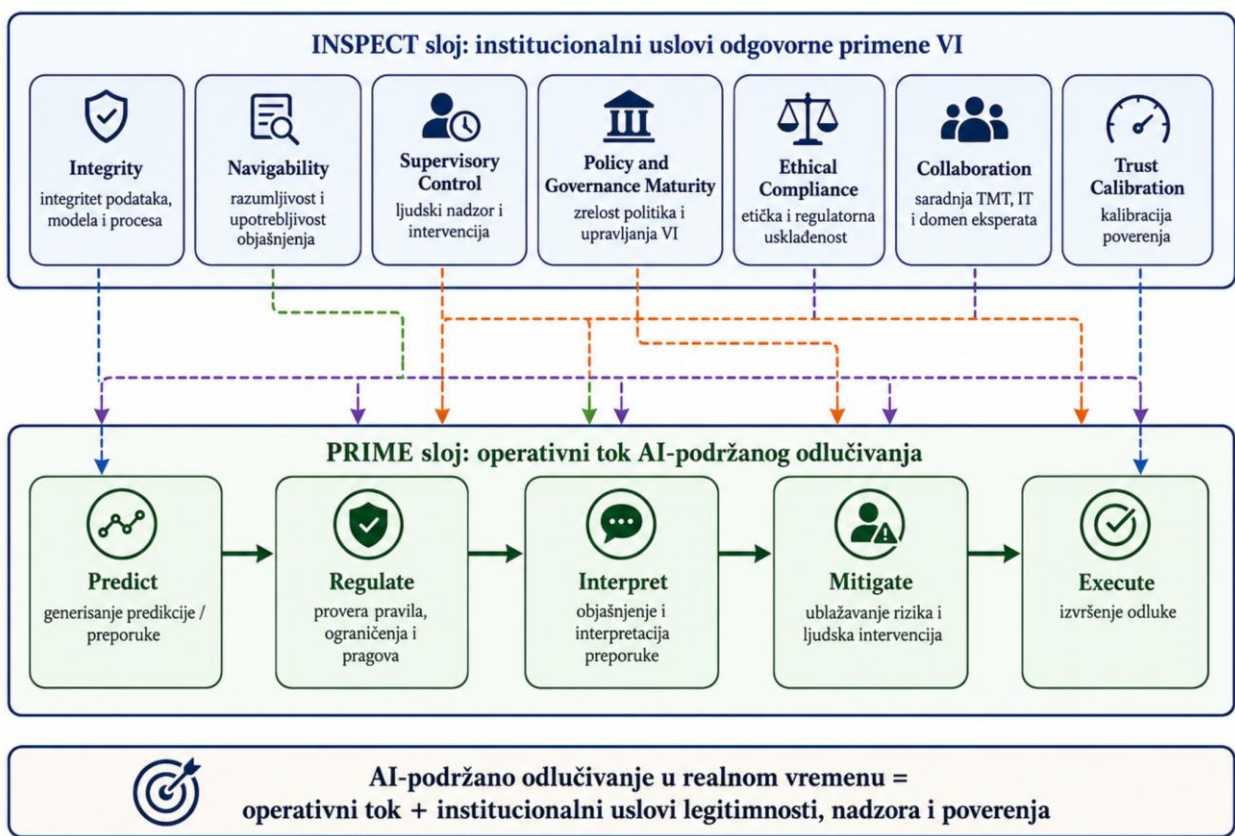 INSPECT sloj: institucionalni uslovi odgovorne primene VI
Integrity
integritet podataka,
modela i procesa
Navigability
razumljivost i
upotrebljivost
objašnjenja
Supervisory
Control
ljudski nadzor i
intervencija
Policy and
Governance Maturity
zrelost politika i
upravljanja VI
Ethical
Compliance
etička i regulatorna
usklađenost
Collaboration
saradnja TMT, IT
i domen eksperata
Trust
Calibration
kalibracija
poverenja
PRIME sloj: operativni tok AI-podržanog odlučivanja
Predict
generisanje predikcije /
preporuke
Regulate
provera pravila,
ograničenja i
pragova
Interpret
objašnjenje i
interpretacija
preporuke
Mitigate
ublažavanje rizika i
ljudska intervencija
Execute
izvršenje odluke
AI-podržano odlučivanje u realnom vremenu =
operativni tok + institucionalni uslovi legitimnosti, nadzora i poverenja